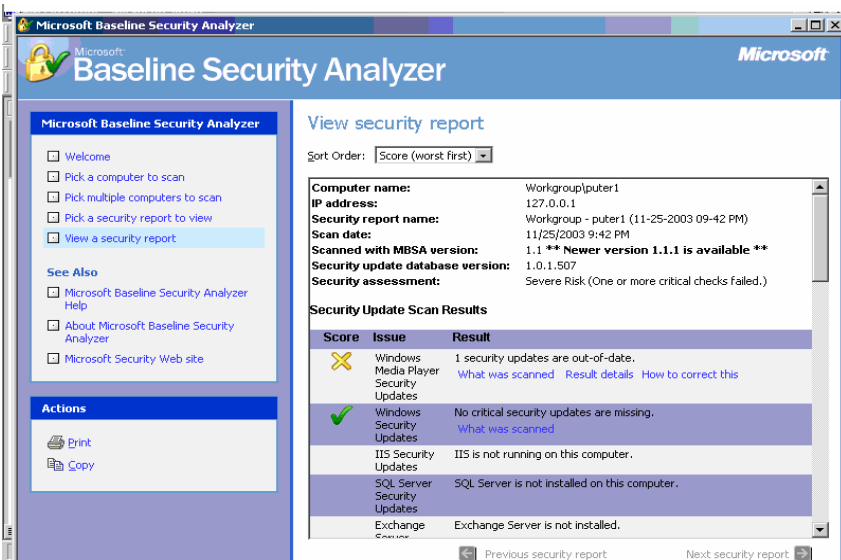 Microsoft Baseline Security Analyzer
Microsoft
Baseline Security Analyzer
Microsoft
Microsoft Baseline Security Analyzer
Welcome
Pick a computer to scan
Pick multiple computers to scan
Pick a security report to view
View a security report
See Also
Microsoft Baseline Security Analyzer
Help
About Microsoft Baseline Security
Analyzer
Microsoft Security Web site
Actions
Print
Copy
View security report
Sort Order: Score (worst first)
Computer name: Workgroup\puter1
IP address: 127.0.0.1
Security report name: Workgroup - puter1 (11-25-2003 09-42 PM)
Scan date: 11/25/2003 9:42 PM
Scanned with MBSA version: 1.1 ** Newer version 1.1.1 is available **
Security update database version: 1.0.1.507
Security assessment: Severe Risk (One or more critical checks failed.)
Security Update Scan Results
Score Issue Result
Windows
Media Player
Security
Updates
1 security updates are out-of-date.
What was scanned Result details How to correct this
Windows
Security
Updates
No critical security updates are missing.
What was scanned
IIS Security
Updates
IIS is not running on this computer.
SQL Server
Security
Updates
SQL Server is not installed on this computer.
Exchange
Server
Exchange Server is not installed.
Previous security report Next security report